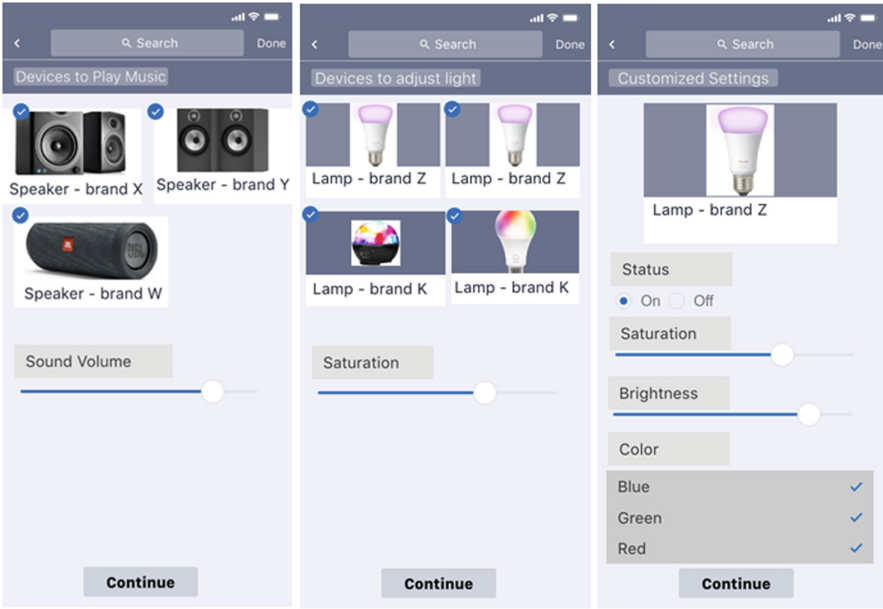 Search
Done
Devices to Play Music
Speaker - brand X
Speaker - brand Y
JBL
JBL
Speaker - brand W
Sound Volume
Continue
Search
Done
Devices to adjust light
Lamp - brand Z
Lamp - brand Z
Lamp - brand K
Lamp - brand K
Saturation
Continue
Search
Done
Customized Settings
Lamp - brand Z
Status
On
Off
Saturation
Brightness
Color
Blue
Green
Red
Continue